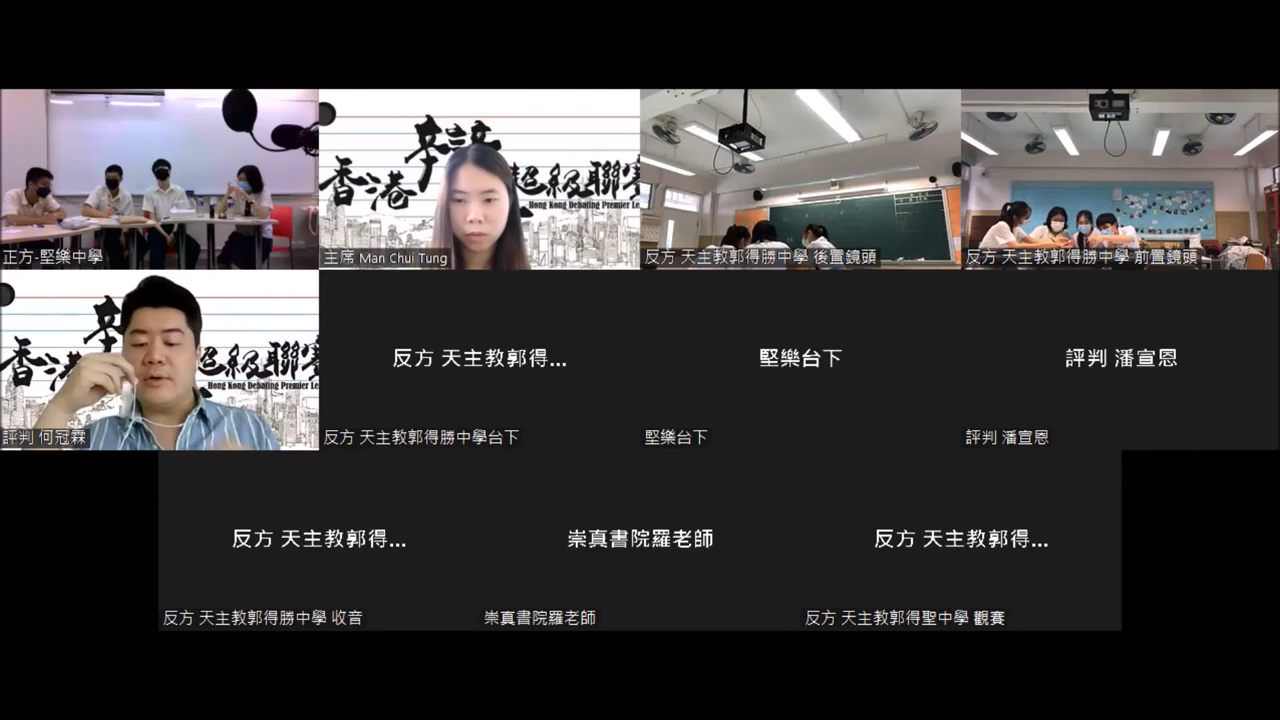 香港辯論超級聯賽
Hong Kong Debating Premier Le
正方-堅樂中學
主席 Man Chui Tung
反方 天主教郭得勝中學 後置鏡頭
反方 天主教郭得勝中學 前置鏡頭
Hong Kong Debating Premier Le
評判 何冠霖
反方 天主教郭得...
反方 天主教郭得勝中學台下
堅樂台下
堅樂台下
評判 潘宣恩
評判 潘宣恩
反方 天主教郭得...
反方 天主教郭得勝中學 收音
崇真書院羅老師
崇真書院羅老師
反方 天主教郭得...
反方 天主教郭得聖中學 觀賽